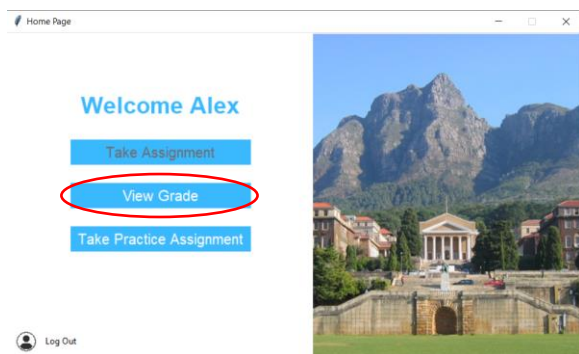 Home Page
Welcome Alex
Take Assignment
View Grade
Take Practice Assignment
Log Out